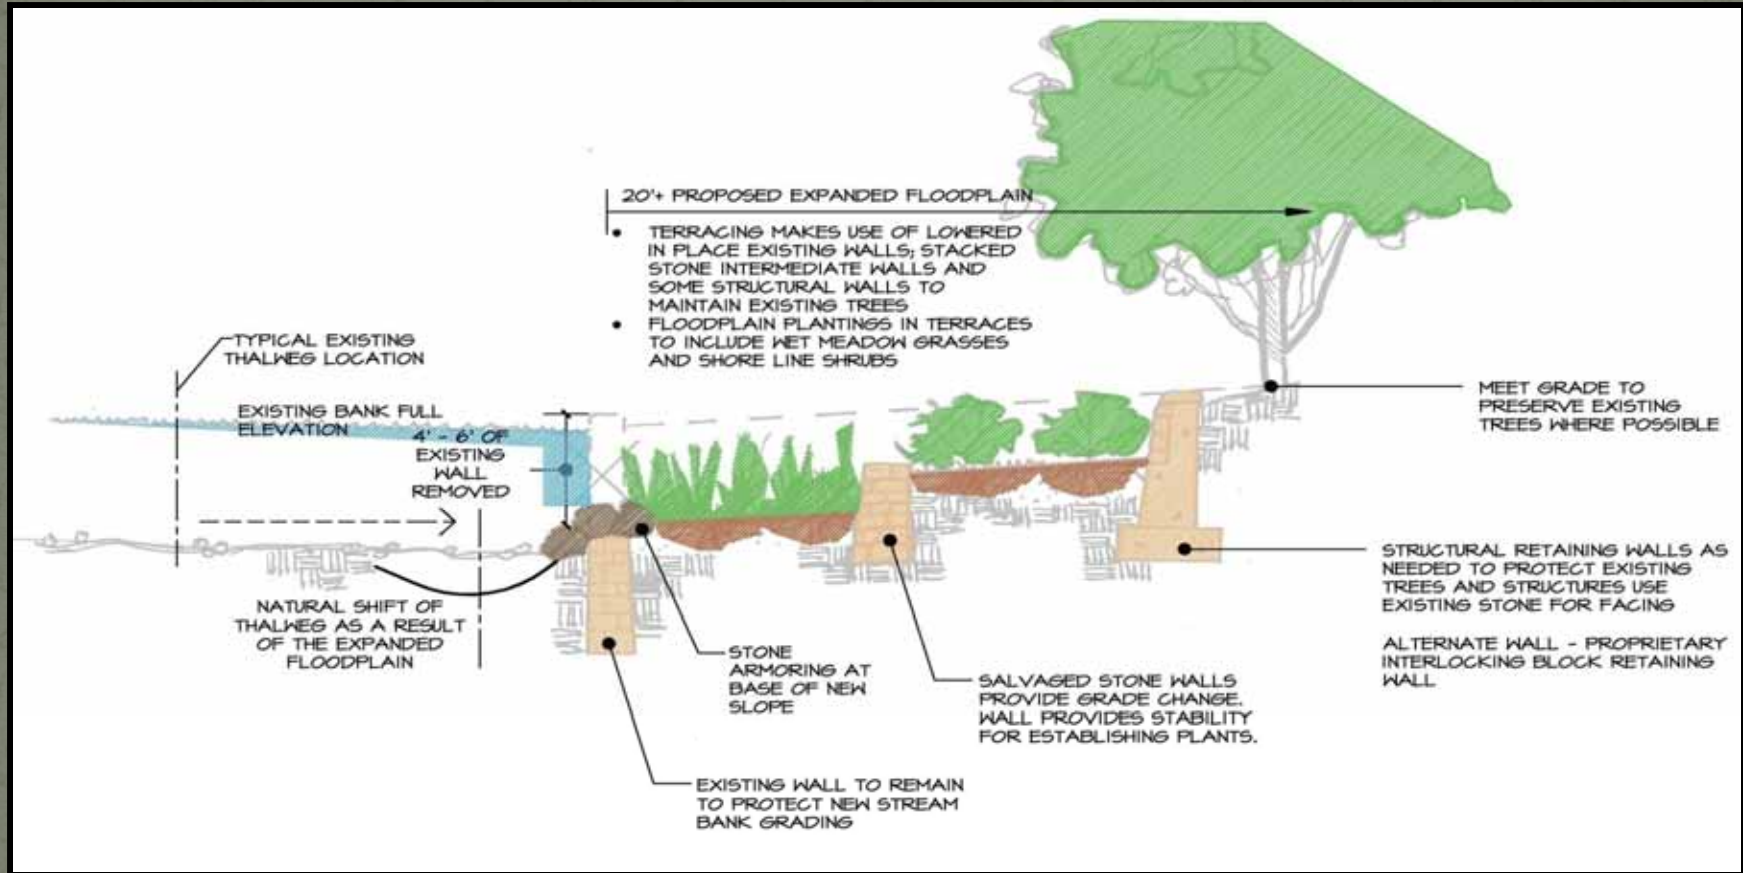 20'+ PROPOSED EXPANDED FLOODPLAIN
• TERRACING MAKES USE OF LOWERED
IN PLACE EXISTING WALLS; STACKED
STONE INTERMEDIATE WALLS AND
SOME STRUCTURAL WALLS TO
MAINTAIN EXISTING TREES
• FLOODPLAIN PLANTINGS IN TERRACES
TO INCLUDE WET MEADOW GRASSES
AND SHORE LINE SHRUBS
TYPICAL EXISTING
THALWEG LOCATION
EXISTING BANK FULL
ELEVATION
4' - 6' OF
EXISTING
WALL
REMOVED
MEET GRADE TO
PRESERVE EXISTING
TREES WHERE POSSIBLE
NATURAL SHIFT OF
THALWEG AS A RESULT
OF THE EXPANDED
FLOODPLAIN
STONE
ARMORING AT
BASE OF NEW
SLOPE
SALVAGED STONE WALLS
PROVIDE GRADE CHANGE.
WALL PROVIDES STABILITY
FOR ESTABLISHING PLANTS.
STRUCTURAL RETAINING WALLS AS
NEEDED TO PROTECT EXISTING
TREES AND STRUCTURES USE
EXISTING STONE FOR FACING
ALTERNATE WALL - PROPRIETARY
INTERLOCKING BLOCK RETAINING
WALL
EXISTING WALL TO REMAIN
TO PROTECT NEW STREAM
BANK GRADING